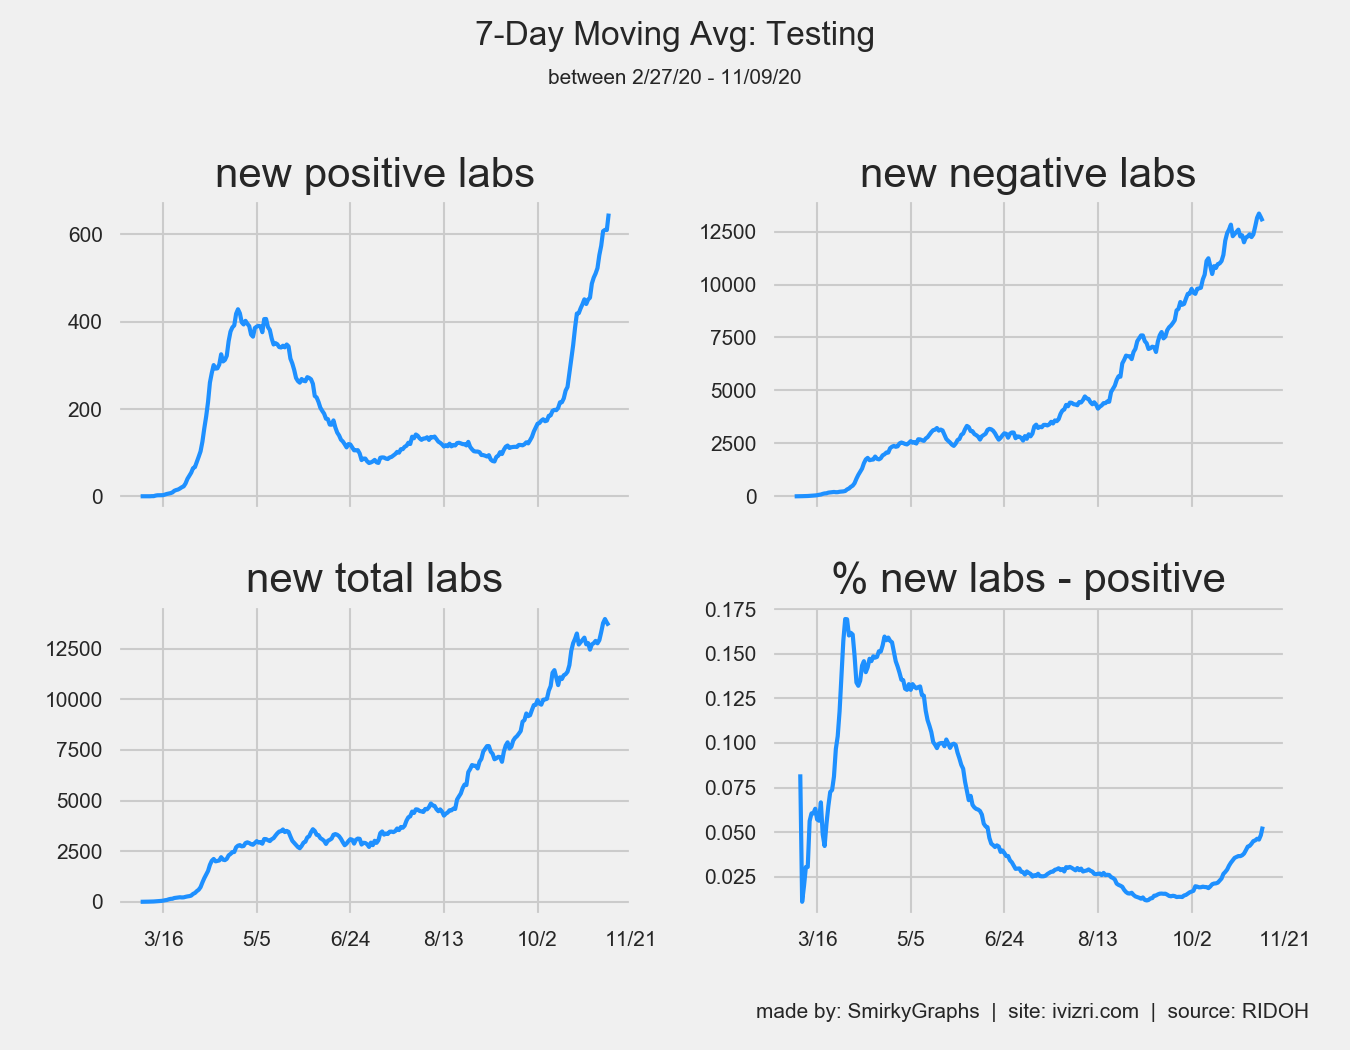 7-Day Moving Avg: Testing
between 2/27/20 - 11/09/20
new positive labs
600
400
200
0
new negative labs
12500
10000
7500
5000
2500
0
new total labs
12500
10000
7500
5000
2500
0
3/16 5/5 6/24 8/13 10/2 11/21
% new labs - positive
0.175
0.150
0.125
0.100
0.075
0.050
0.025
3/16 5/5 6/24 8/13 10/2 11/21
made by: SmirkyGraphs | site: ivizri.com | source: RIDOH